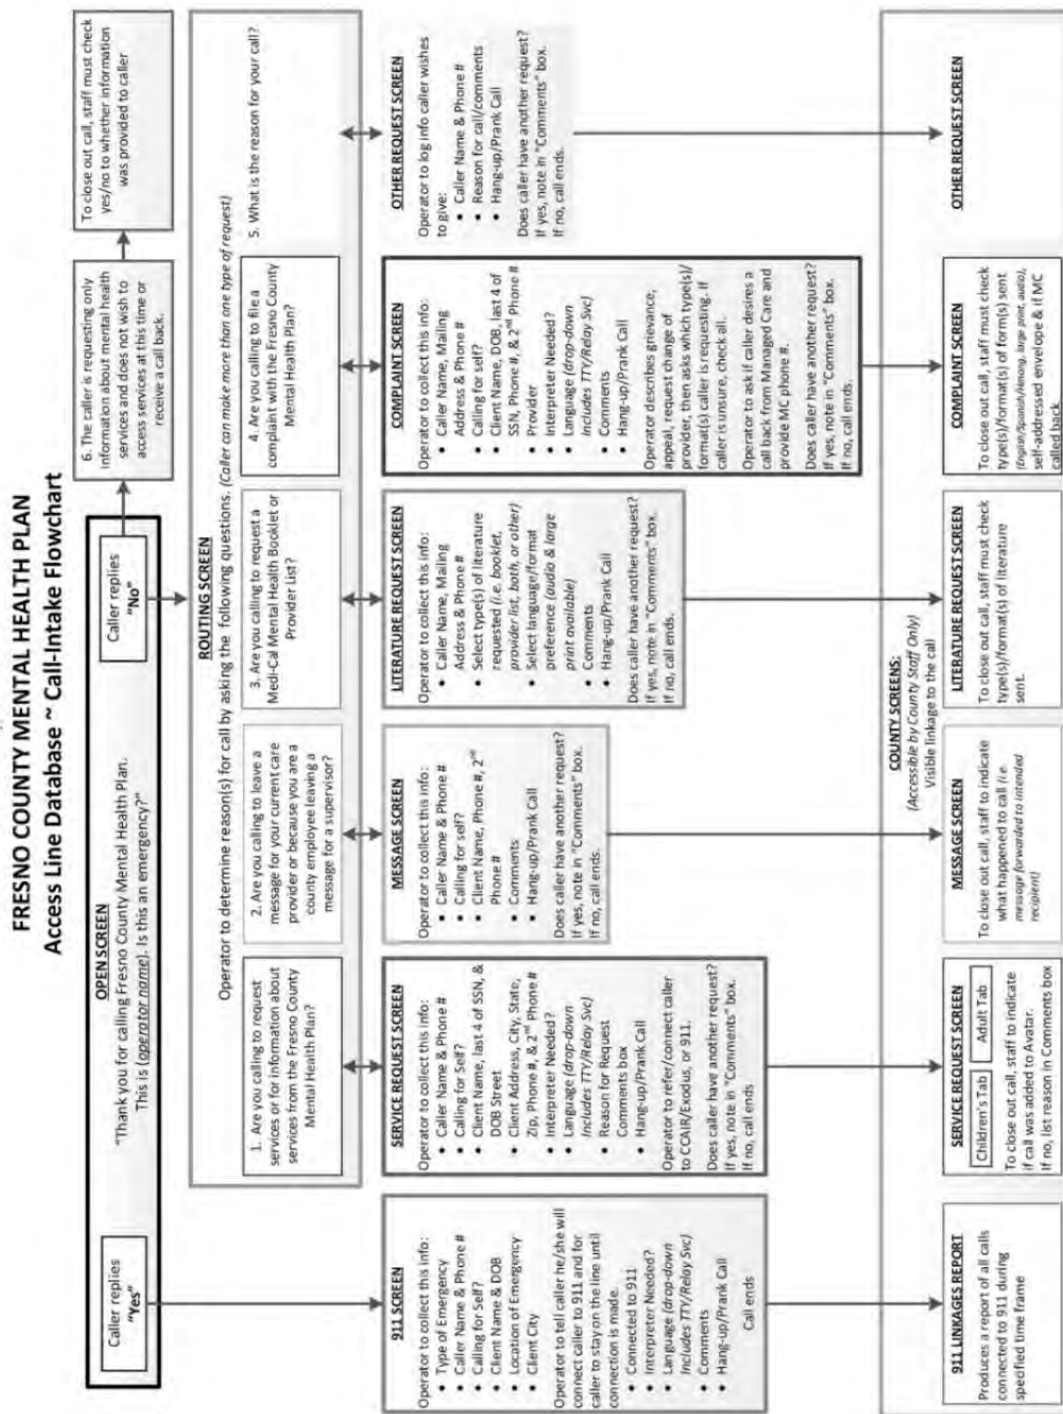 FRESNO COUNTY MENTAL HEALTH PLAN
Access Line Database ~ Call-Intake Flowchart
OPEN SCREEN
"Thank you for calling Fresno County Mental Health Plan.
This is (operator name). Is this an emergency?"
Caller replies
"Yes"
Caller replies
"No"
6. The caller is requesting only
information about mental health
services and does not wish to
access services at this time or
receive a call back.
To close out call, staff must check
yes/no to whether information
was provided to caller
ROUTING SCREEN
Operator to determine reason(s) for call by asking the following questions. (Caller can make more than one type of request)
1. Are you calling to request
services or for information about
services from the Fresno County
Mental Health Plan?
2. Are you calling to leave a
message for your current care
provider or because you are a
county employee leaving a
message for a supervisor?
3. Are you calling to request a
Medi-Cal Mental Health Booklet or
Provider List?
4. Are you calling to file a
complaint with the Fresno County
Mental Health Plan?
5. What is the reason for your call?
911 SCREEN
Operator to collect this info:
• Type of Emergency
• Caller Name & Phone #
• Calling for Self?
• Client Name & DOB
• Location of Emergency
• Client City
Operator to tell caller he/she will
connect caller to 911 and for
caller to stay on the line until
connection is made.
• Connected to 911
• Interpreter Needed?
• Language (drop-down
Includes TTY/Relay Svc)
• Comments
• Hang-up/Prank Call
Call ends
SERVICE REQUEST SCREEN
Operator to collect this info:
• Caller Name & Phone #
• Calling for Self?
• Client Name, last 4 of SSN, &
DOB Street
• Client Address, City, State,
Zip, Phone #, & 2nd Phone #
• Interpreter Needed?
• Language (drop-down
Includes TTY/Relay Svc)
• Reason for Request
Comments box
• Hang-up/Prank Call
Operator to refer/connect caller
to CCAIR/Exodus, or 911.
Does caller have another request?
If yes, note in "Comments" box.
If no, call ends
MESSAGE SCREEN
Operator to collect this info:
• Caller Name & Phone #
• Calling for self?
• Client Name, Phone #, 2nd
Phone #
• Comments
• Hang-up/Prank Call
Does caller have another request?
If yes, note in "Comments" box.
If no, call ends.
LITERATURE REQUEST SCREEN
Operator to collect this info:
• Caller Name, Mailing
Address & Phone #
• Select type(s) of literature
requested (i.e. booklet,
provider list, both, or other)
• Select language/format
preference (audio & large
print available)
• Comments
• Hang-up/Prank Call
Does caller have another request?
If yes, note in "Comments" box.
If no, call ends.
COMPLAINT SCREEN
Operator to collect this info:
• Caller Name, Mailing
Address & Phone #
• Calling for self?
• Client Name, DOB, last 4 of
SSN, Phone #, & 2nd Phone #
• Provider
• Interpreter Needed?
• Language (drop-down
Includes TTY/Relay Svc)
• Comments
• Hang-up/Prank Call
Operator describes grievance,
appeal, request change of
provider, then asks which type(s)/
format(s) caller is requesting. If
caller is unsure, check all.
Operator to ask if caller desires a
call back from Managed Care and
provide MC phone #.
Does caller have another request?
If yes, note in "Comments" box.
If no, call ends.
OTHER REQUEST SCREEN
Operator to log info caller wishes
to give:
• Caller Name & Phone #
• Reason for call/comments
• Hang-up/Prank Call
Does caller have another request?
If yes, note in "Comments" box.
If no, call ends.
COUNTY SCREENS:
(Accessible by County Staff Only)
Visible linkage to the call
911 LINKAGES REPORT
Produces a report of all calls
connected to 911 during
specified time frame
SERVICE REQUEST SCREEN
Children's Tab
Adult Tab
To close out call, staff to indicate
if call was added to Avatar.
If no, list reason in Comments box
MESSAGE SCREEN
To close out call, staff to indicate
what happened to call (i.e.
message forwarded to intended
recipient)
LITERATURE REQUEST SCREEN
To close out call, staff must check
type(s)/format(s) of literature
sent.
COMPLAINT SCREEN
To close out call, staff must check
type(s)/format(s) of form(s) sent
(English/Spanish/Hmong, large print, audio),
self-addressed envelope & if MC
called back
OTHER REQUEST SCREEN